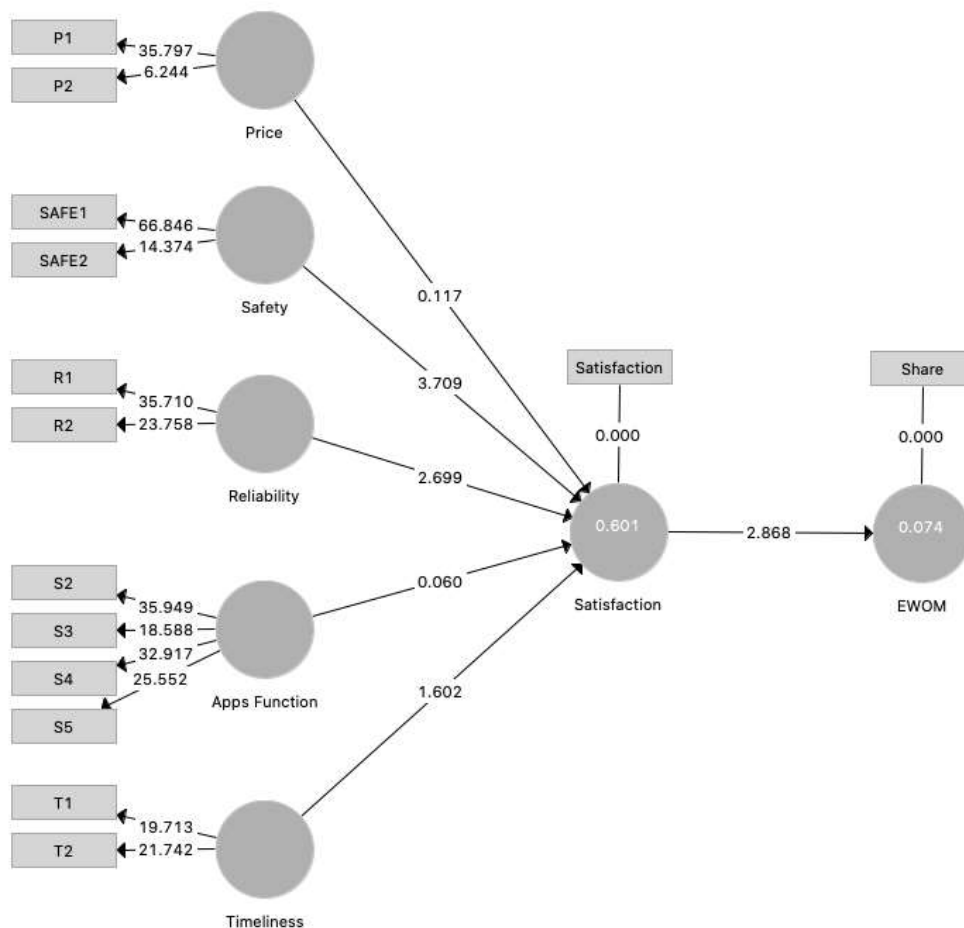 P1
35.797
6.244
P2
Price
SAFE1
66.846
14.374
SAFE2
Safety
0.117
3.709
R1
35.710
R2
23.758
Reliability
2.699
Satisfaction
0.000
Share
0.000
0.601
2.868
0.074
Satisfaction
EWOM
S2
35.949
S3
18.588
32.917
S4
25.552
S5
Apps Function
0.060
1.602
T1
19.713
T2
21.742
Timeliness